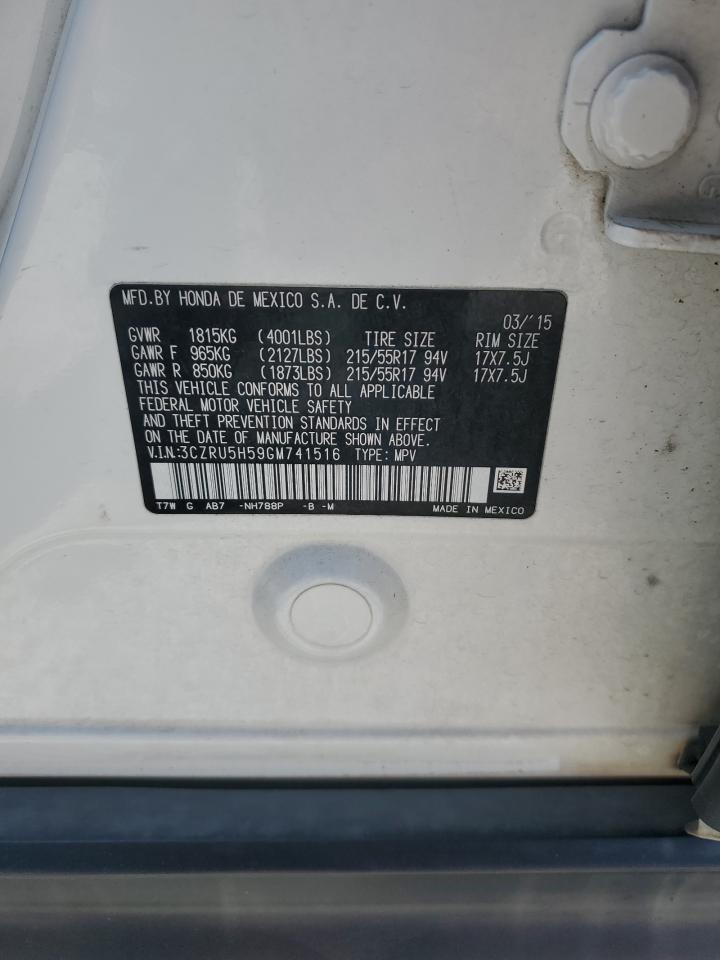 MFD.BY HONDA DE MEXICO S.A. DE C.V.
03/'15
GVWR 1815KG (4001LBS) TIRE SIZE RIM SIZE
GAWR F 965KG (2127LBS) 215/55R17 94V 17X7.5J
GAWR R 850KG (1873LBS) 215/55R17 94V 17X7.5J
THIS VEHICLE CONFORMS TO ALL APPLICABLE
FEDERAL MOTOR VEHICLE SAFETY
AND THEFT PREVENTION STANDARDS IN EFFECT
ON THE DATE OF MANUFACTURE SHOWN ABOVE.
V.I.N:3CZRU5H59GM741516 TYPE: MPV
T7W G AB7 -NH788P -B -M MADE IN MEXICO